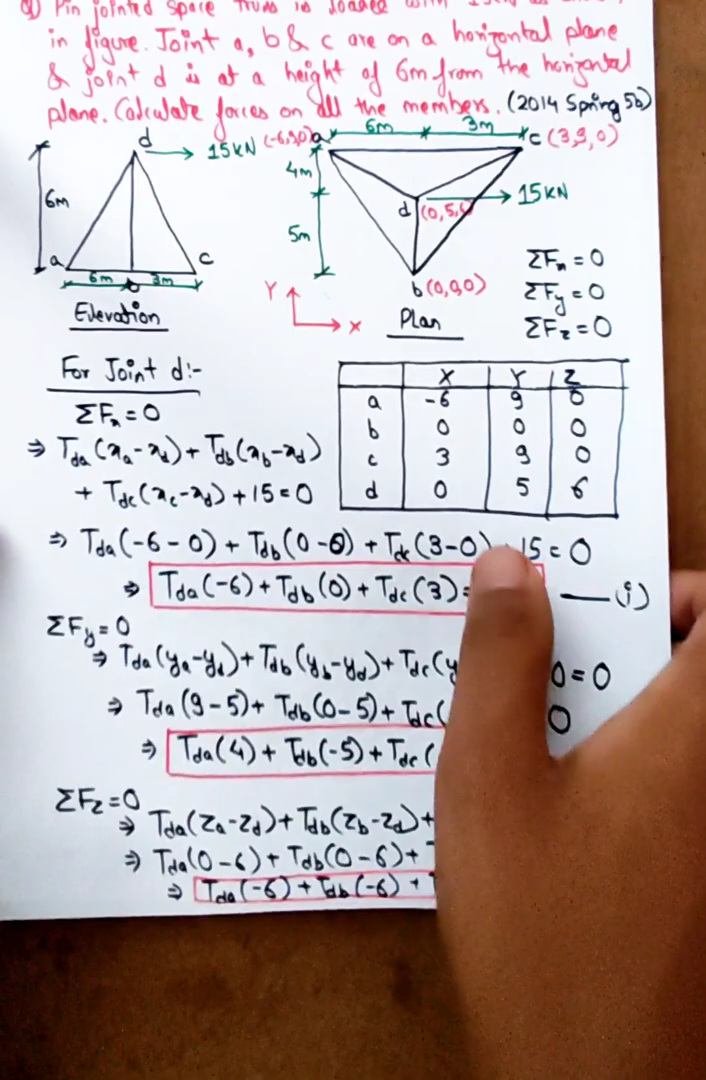 Q) Pin jointed space truss is loaded with 15kN
in figure. Joint a, b & c are on a horizontal plane
& joint d is at a height of 6m from the horizontal
plane. Calculate forces on all the members. (2014 Spring 5b)
d
15KN
6m
a
c
6m
b
3m
Elevation
(-6,9,0) a
6m
3m
c (3,9,0)
4m
d (0,5,
15KN
5m
b (0,0,0)
Y
X
Plan
ΣFx = 0
ΣFy = 0
ΣFz = 0
For Joint d:-
ΣFx = 0
⇒ Tda(xa-xd) + Tdb(xb-xd)
+ Tdc(xc-xd) + 15 = 0
X Y Z
a -6 9 0
b 0 0 0
c 3 9 0
d 0 5 6
⇒ Tda(-6-0) + Tdb(0-0) + Tdc(3-0) 15 = 0
⇒ Tda(-6) + Tdb(0) + Tdc(3) = (i)
ΣFy = 0
⇒ Tda(ya-yd) + Tdb(yb-yd) + Tdc(y 0 = 0
⇒ Tda(9-5) + Tdb(0-5) + Tdc( 0
⇒ Tda(4) + Tdb(-5) + Tdc(
ΣFz = 0
⇒ Tda(za-zd) + Tdb(zb-zd) +
⇒ Tda(0-6) + Tdb(0-6) +
⇒ Tda(-6) + Tdb(-6) +